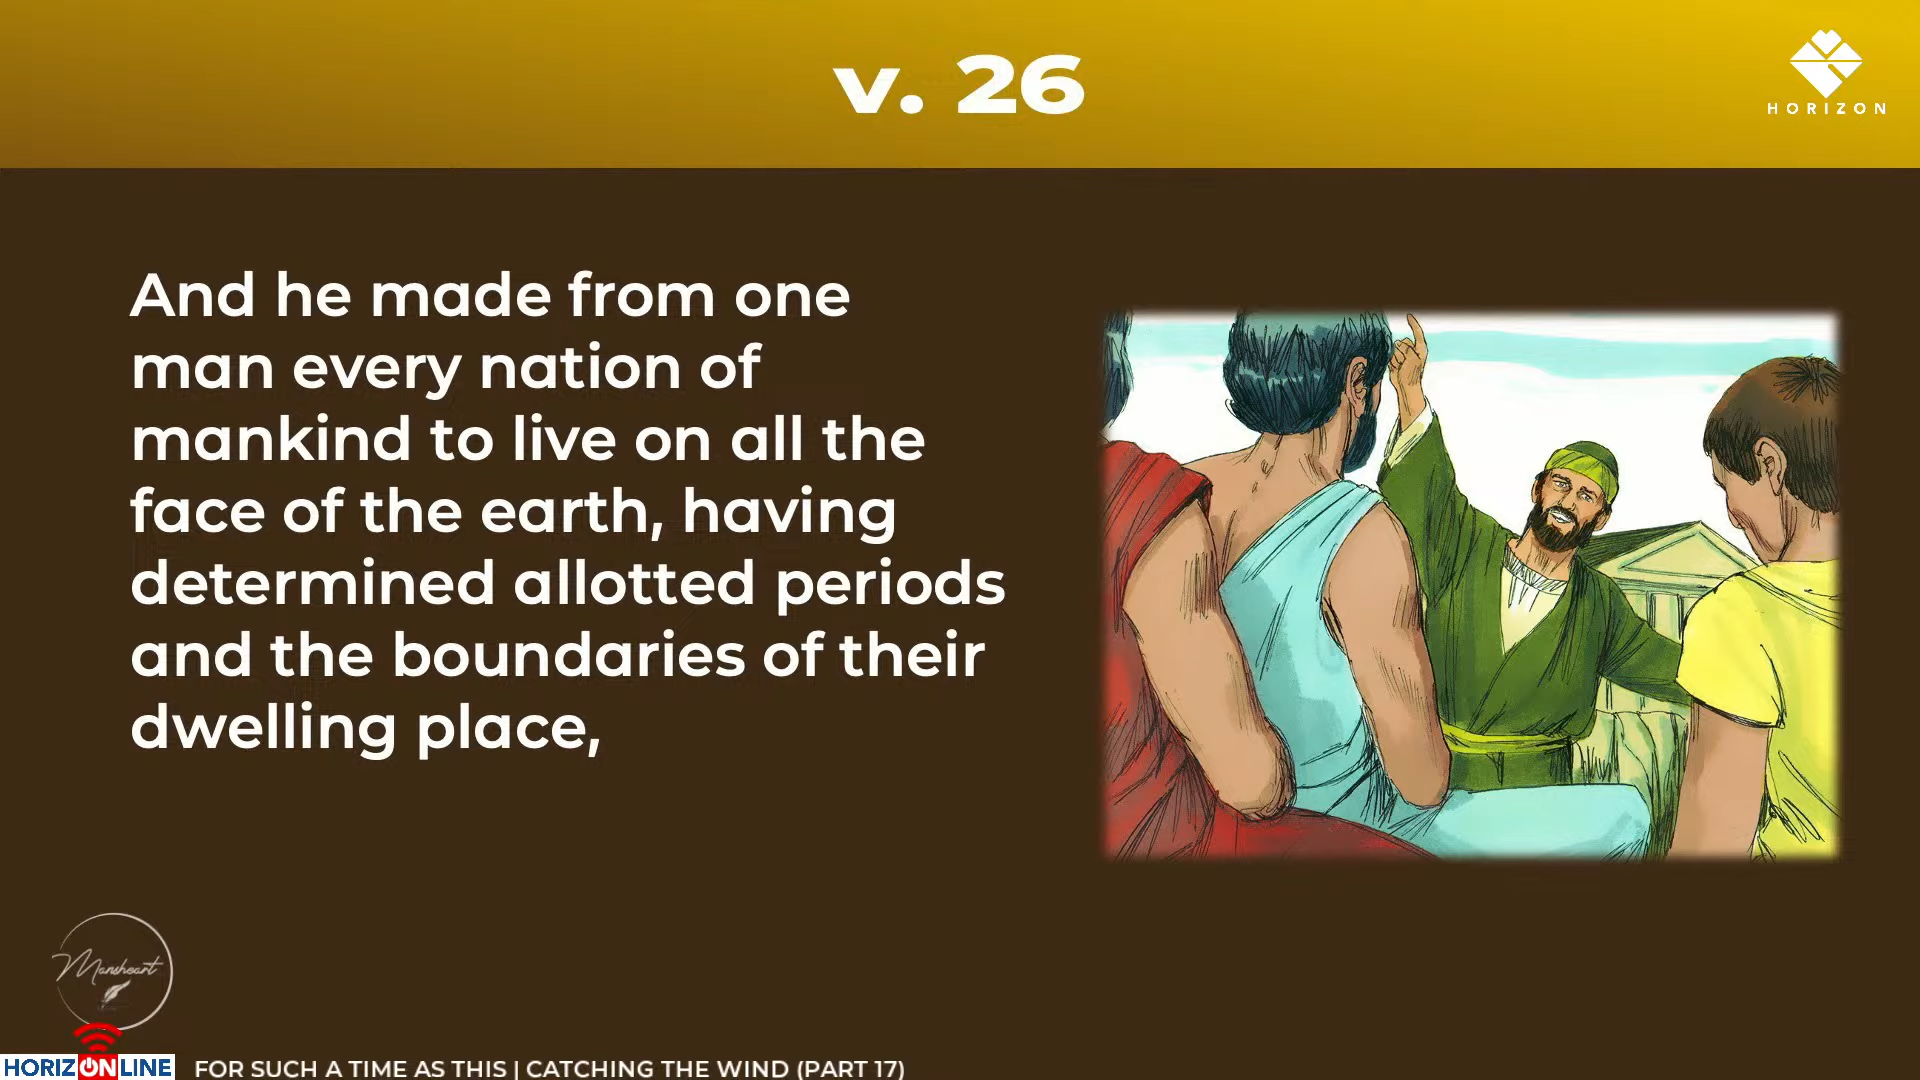 v. 26
HORIZON
And he made from one
man every nation of
mankind to live on all the
face of the earth, having
determined allotted periods
and the boundaries of their
dwelling place,
Mansheart
HORIZONLINE
FOR SUCH A TIME AS THIS | CATCHING THE WIND (PART 17)